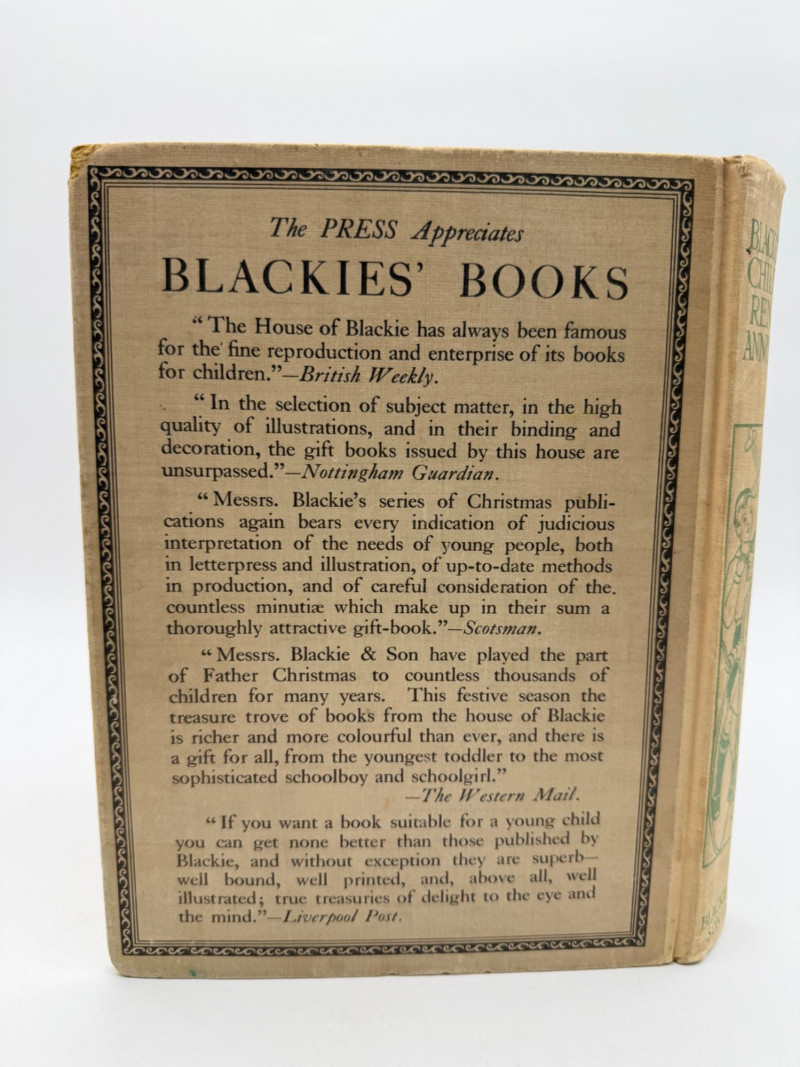 The PRESS Appreciates
BLACKIES' BOOKS
“The House of Blackie has always been famous
for the fine reproduction and enterprise of its books
for children.”—British Weekly.
“In the selection of subject matter, in the high
quality of illustrations, and in their binding and
decoration, the gift books issued by this house are
unsurpassed.”—Nottingham Guardian.
“Messrs. Blackie's series of Christmas publi-
cations again bears every indication of judicious
interpretation of the needs of young people, both
in letterpress and illustration, of up-to-date methods
in production, and of careful consideration of the.
countless minutiæ which make up in their sum a
thoroughly attractive gift-book.”—Scotsman.
“Messrs. Blackie & Son have played the part
of Father Christmas to countless thousands of
children for many years. This festive season the
treasure trove of books from the house of Blackie
is richer and more colourful than ever, and there is
a gift for all, from the youngest toddler to the most
sophisticated schoolboy and schoolgirl.”
—The Western Mail.
“If you want a book suitable for a young child
you can get none better than those published by
Blackie, and without exception they are superb—
well bound, well printed, and, above all, well
illustrated; true treasuries of delight to the eye and
the mind.”—Liverpool Post.